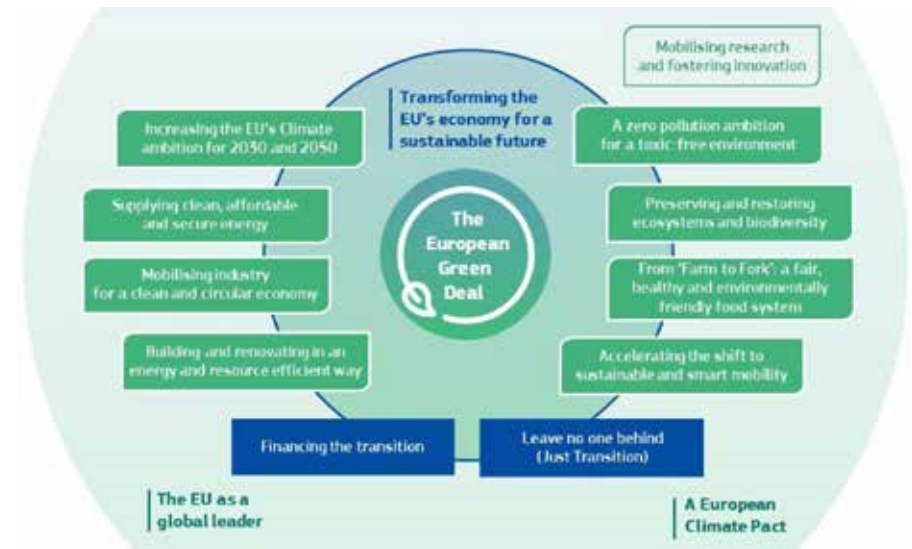 Mobilising research
and fostering innovation
Transforming the
EU's economy for a
sustainable future
Increasing the EU's Climate
ambition for 2030 and 2050
A zero pollution ambition
for a toxic-free environment
Supplying clean, affordable
and secure energy
Preserving and restoring
ecosystems and biodiversity
The
European
Green
Deal
Mobilising industry
for a clean and circular economy
From 'Farm to Fork': a fair,
healthy and environmentally
friendly food system
Building and renovating in an
energy and resource efficient way
Accelerating the shift to
sustainable and smart mobility
Financing the transition
Leave no one behind
(Just Transition)
The EU as a
global leader
A European
Climate Pact